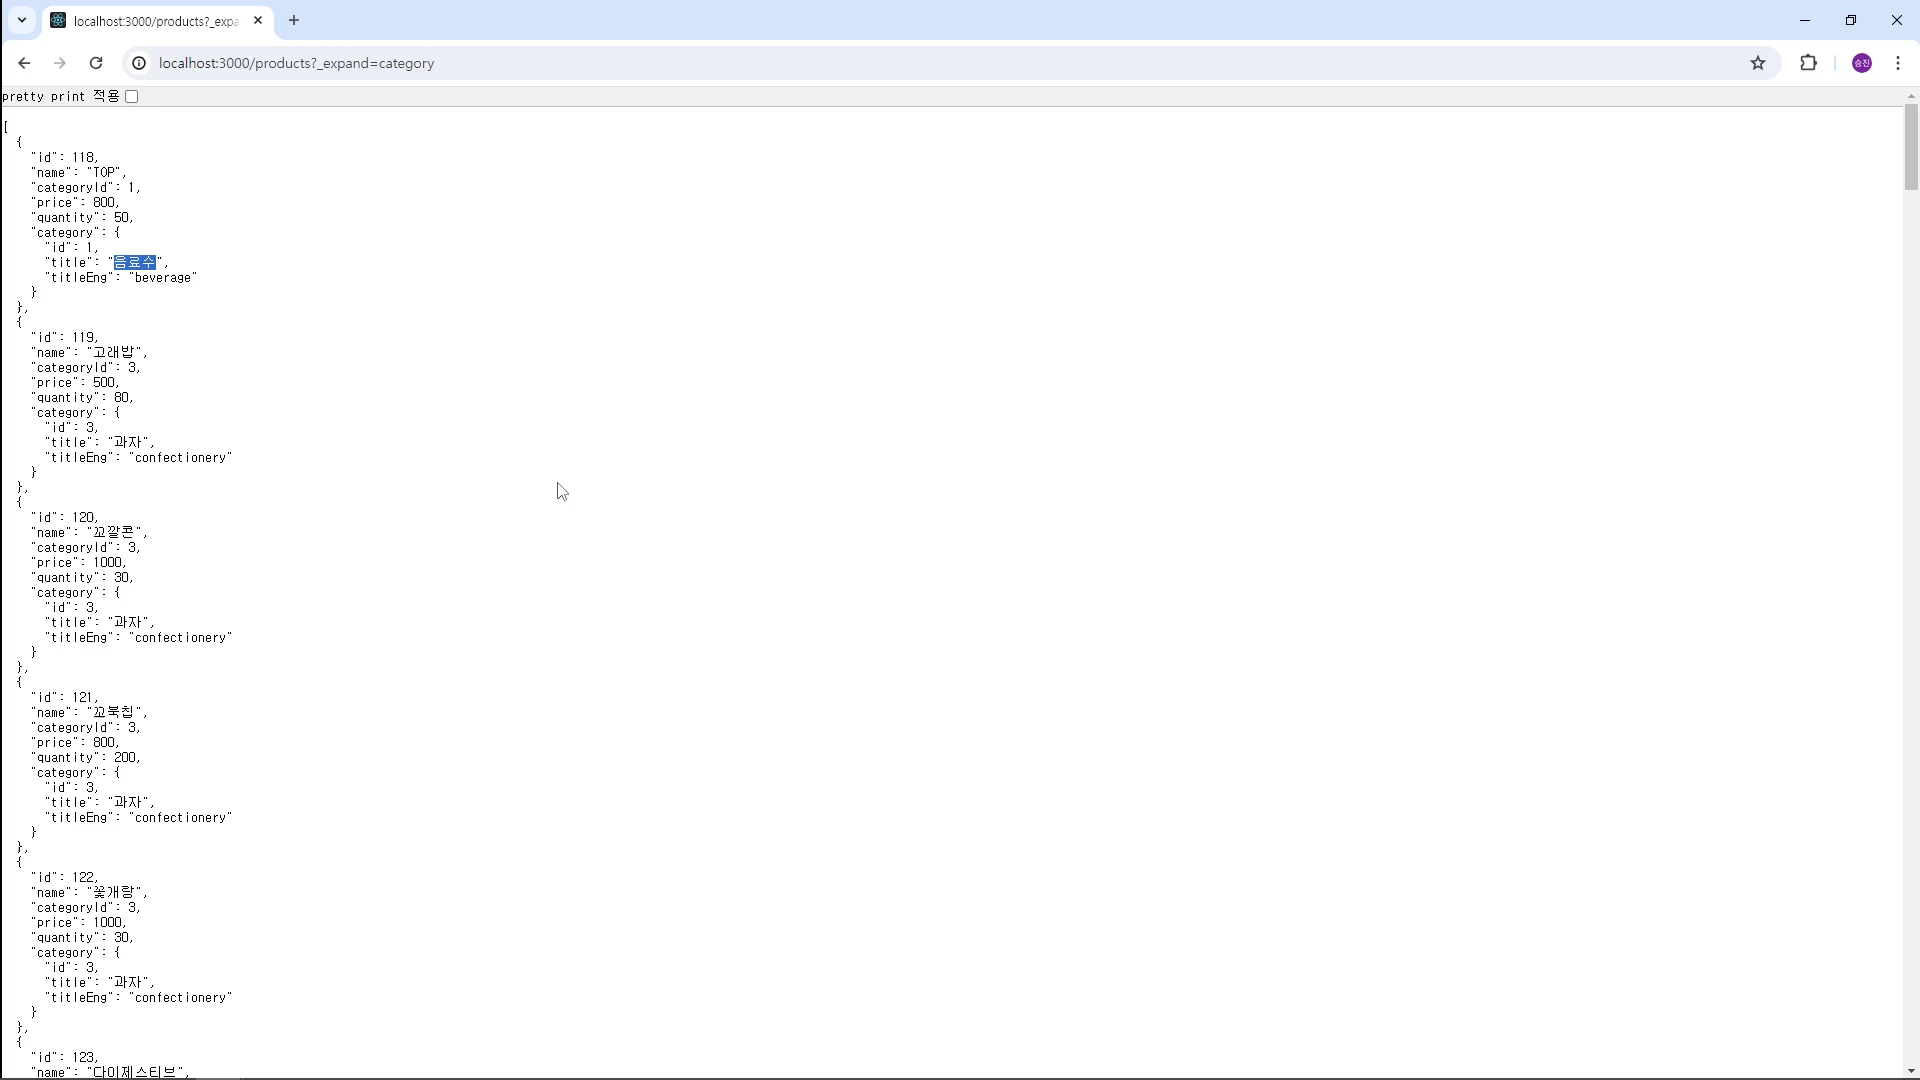 localhost:3000/products?_expa
localhost:3000/products?_expand=category
승진
pretty print 적용
[
{
"id": 118,
"name": "TOP",
"categoryId": 1,
"price": 800,
"quantity": 50,
"category": {
"id": 1,
"title": "음료수",
"titleEng": "beverage"
}
},
{
"id": 119,
"name": "고래밥",
"categoryId": 3,
"price": 500,
"quantity": 80,
"category": {
"id": 3,
"title": "과자",
"titleEng": "confectionery"
}
},
{
"id": 120,
"name": "꼬깔콘",
"categoryId": 3,
"price": 1000,
"quantity": 30,
"category": {
"id": 3,
"title": "과자",
"titleEng": "confectionery"
}
},
{
"id": 121,
"name": "꼬북칩",
"categoryId": 3,
"price": 800,
"quantity": 200,
"category": {
"id": 3,
"title": "과자",
"titleEng": "confectionery"
}
},
{
"id": 122,
"name": "꽃개랑",
"categoryId": 3,
"price": 1000,
"quantity": 30,
"category": {
"id": 3,
"title": "과자",
"titleEng": "confectionery"
}
},
{
"id": 123,
"name": "다이제스티브",